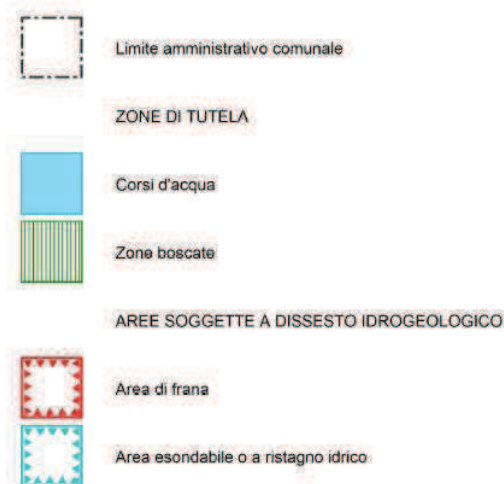 Limite amministrativo comunale
ZONE DI TUTELA
Corsi d'acqua
Zone boscate
AREE SOGGETTE A DISSESTO IDROGEOLOGICO
Area di frana
Area esondabile o a ristagno idrico